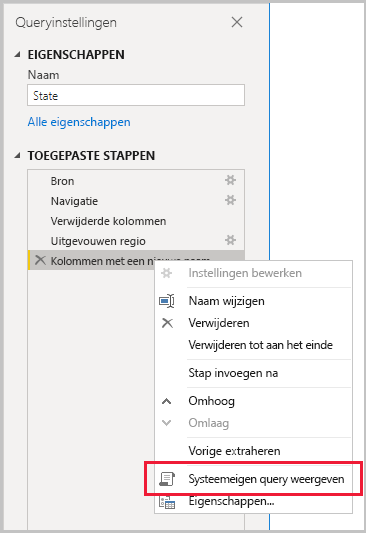 Queryinstellingen
EIGENSCHAPPEN
Naam
State
Alle eigenschappen
TOEGEPASTE STAPPEN
Bron
Navigatie
Verwijderde kolommen
Uitgevouwen regio
Kolommen met een nieuwe naam
Instellingen bewerken
Naam wijzigen
Verwijderen
Verwijderen tot aan het einde
Stap invoegen na
Omhoog
Omlaag
Vorige extraheren
Systeemeigen query weergeven
Eigenschappen...